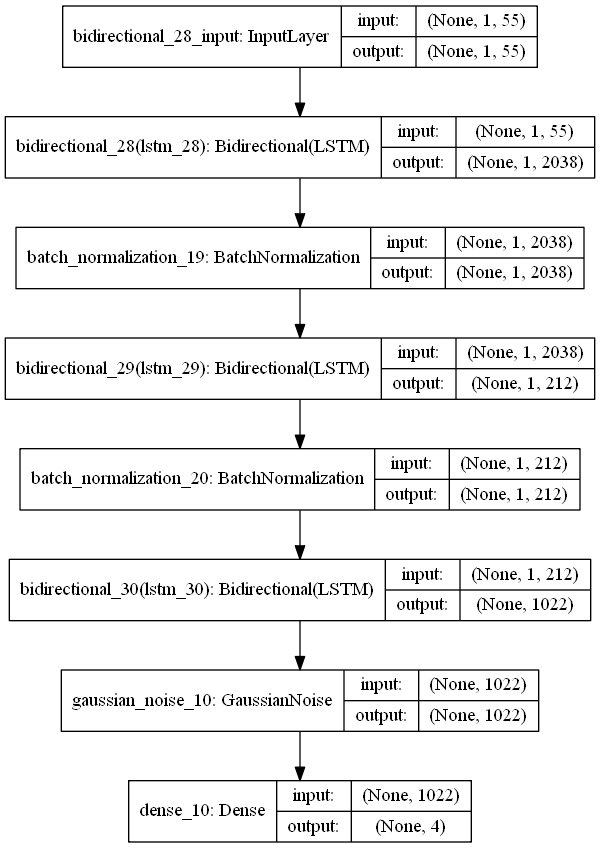 bidirectional_28_input: InputLayer input: (None, 1, 55)
output: (None, 1, 55)
bidirectional_28(lstm_28): Bidirectional(LSTM) input: (None, 1, 55)
output: (None, 1, 2038)
batch_normalization_19: BatchNormalization input: (None, 1, 2038)
output: (None, 1, 2038)
bidirectional_29(lstm_29): Bidirectional(LSTM) input: (None, 1, 2038)
output: (None, 1, 212)
batch_normalization_20: BatchNormalization input: (None, 1, 212)
output: (None, 1, 212)
bidirectional_30(lstm_30): Bidirectional(LSTM) input: (None, 1, 212)
output: (None, 1022)
gaussian_noise_10: GaussianNoise input: (None, 1022)
output: (None, 1022)
dense_10: Dense input: (None, 1022)
output: (None, 4)